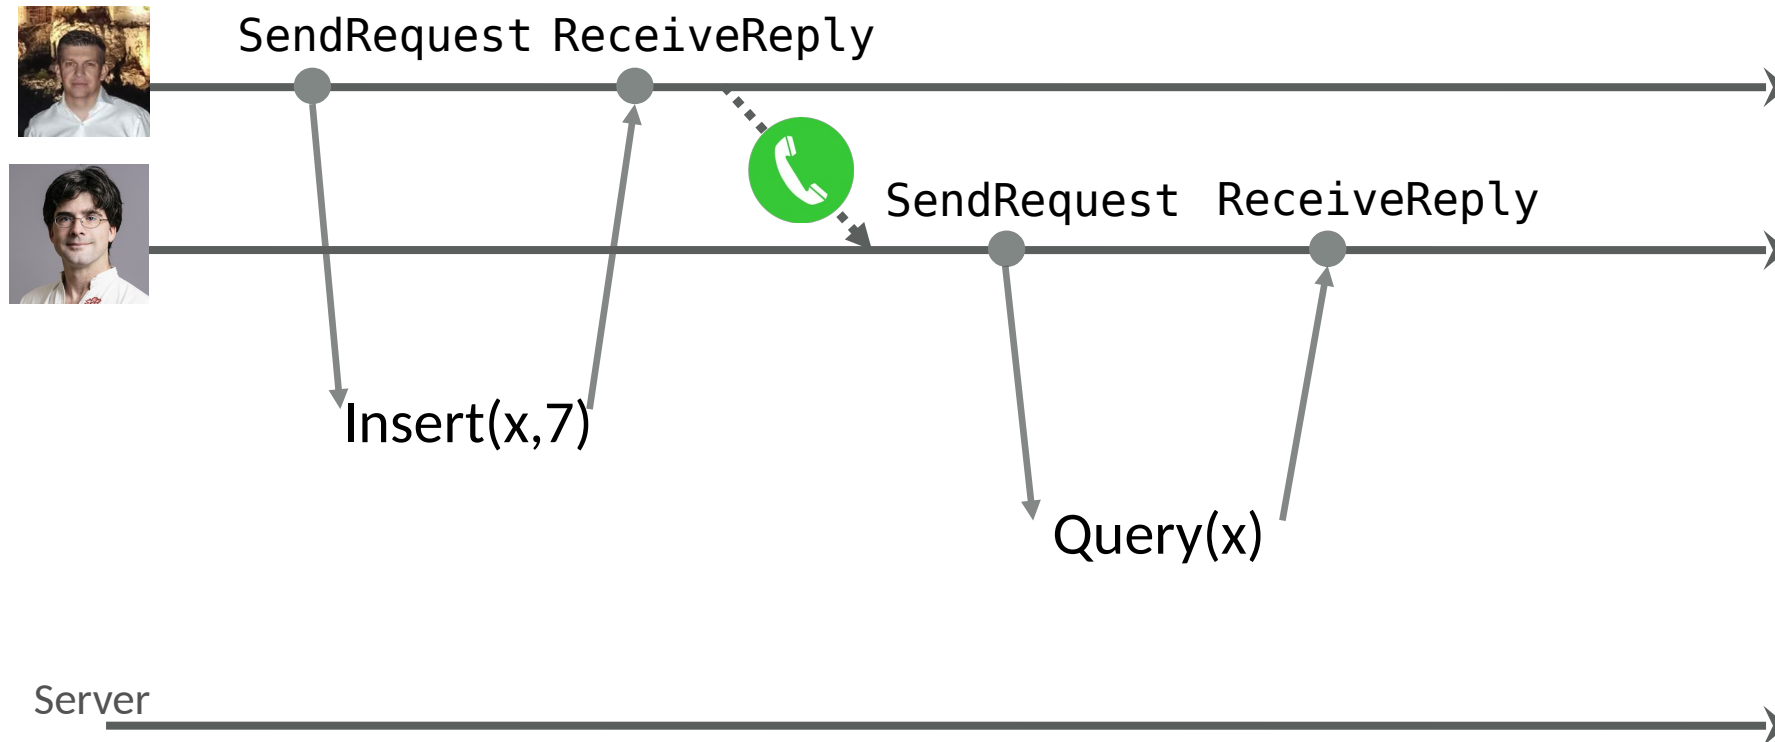 SendRequest ReceiveReply
SendRequest ReceiveReply
Insert(x,7)
Query(x)
Server